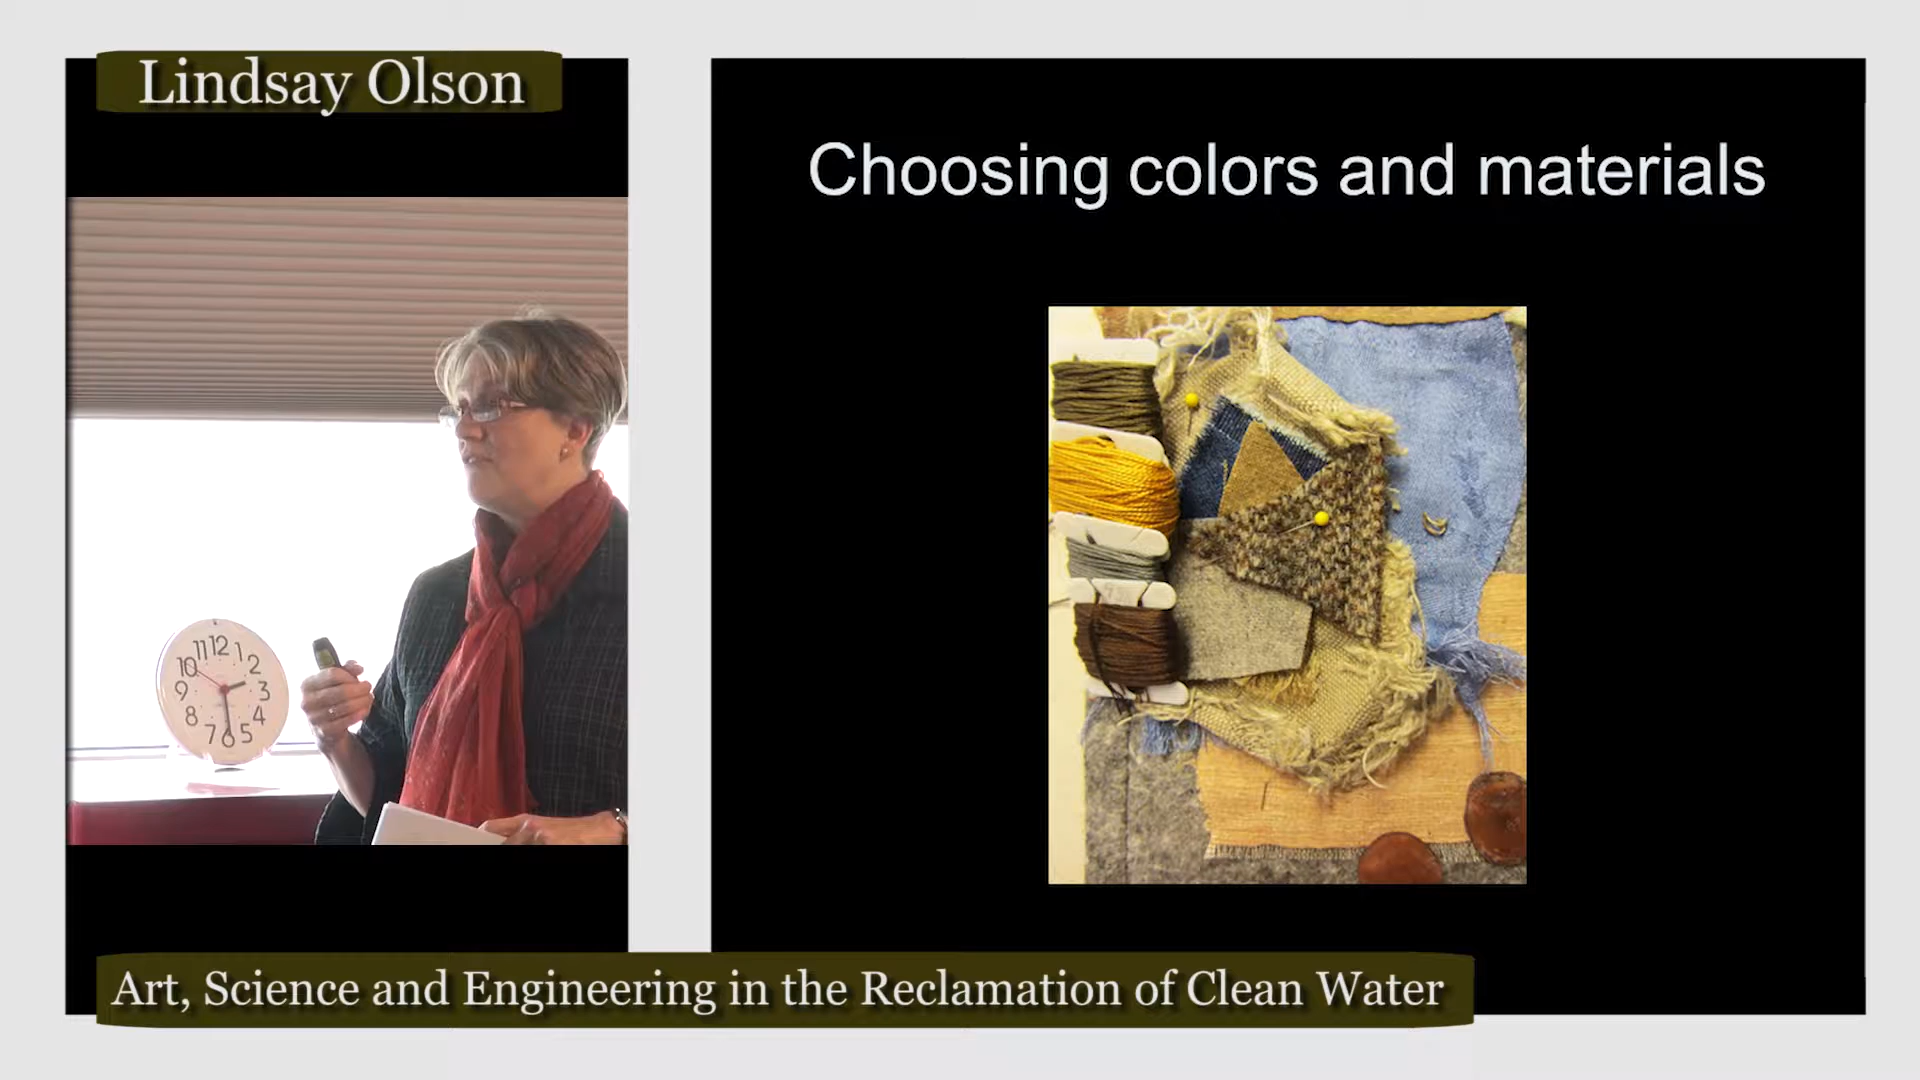 Lindsay Olson
Choosing colors and materials
11 12 1
10 2
9 3
8 4
7 6 5
Art, Science and Engineering in the Reclamation of Clean Water